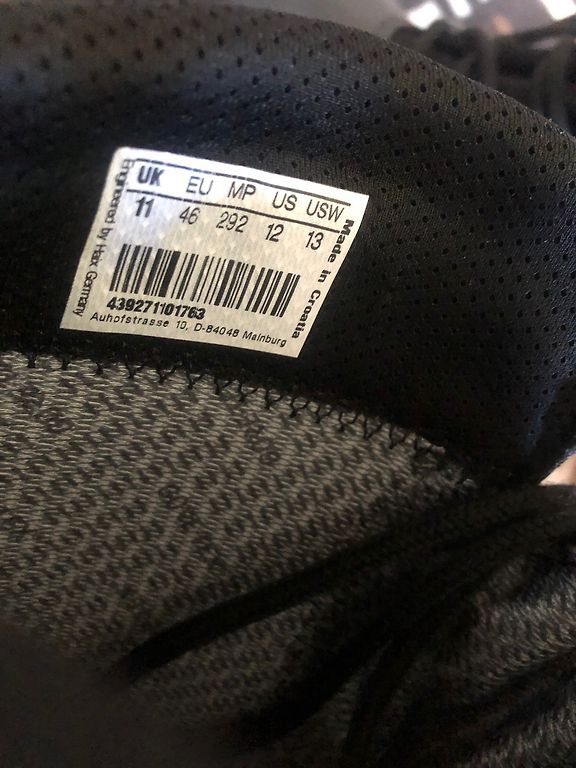 UK EU MP US USW
11 46 292 12 13
439271101763
Auhofstrasse 10, D-84048 Mainburg
Engineered by Haix Germany
Made in Croatia